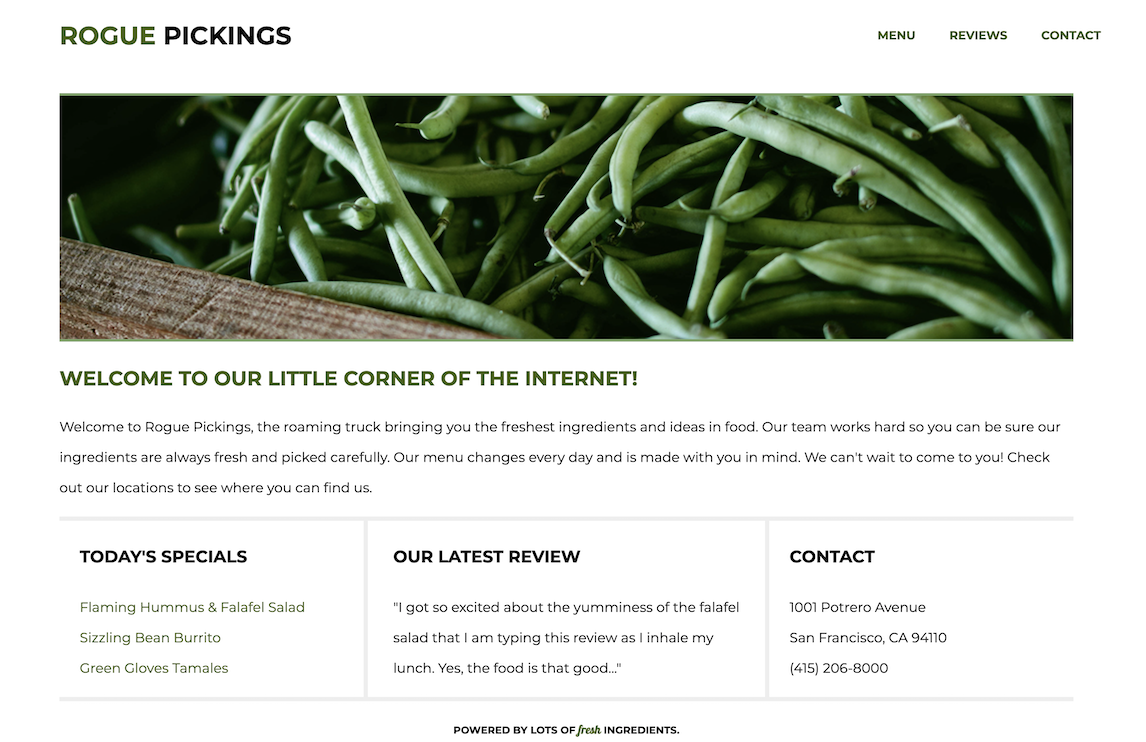 ROGUE PICKINGS
MENU REVIEWS CONTACT
WELCOME TO OUR LITTLE CORNER OF THE INTERNET!
Welcome to Rogue Pickings, the roaming truck bringing you the freshest ingredients and ideas in food. Our team works hard so you can be sure our
ingredients are always fresh and picked carefully. Our menu changes every day and is made with you in mind. We can't wait to come to you! Check
out our locations to see where you can find us.
TODAY'S SPECIALS
Flaming Hummus & Falafel Salad
Sizzling Bean Burrito
Green Gloves Tamales
OUR LATEST REVIEW
"I got so excited about the yumminess of the falafel
salad that I am typing this review as I inhale my
lunch. Yes, the food is that good..."
CONTACT
1001 Potrero Avenue
San Francisco, CA 94110
(415) 206-8000
POWERED BY LOTS OF fresh INGREDIENTS.